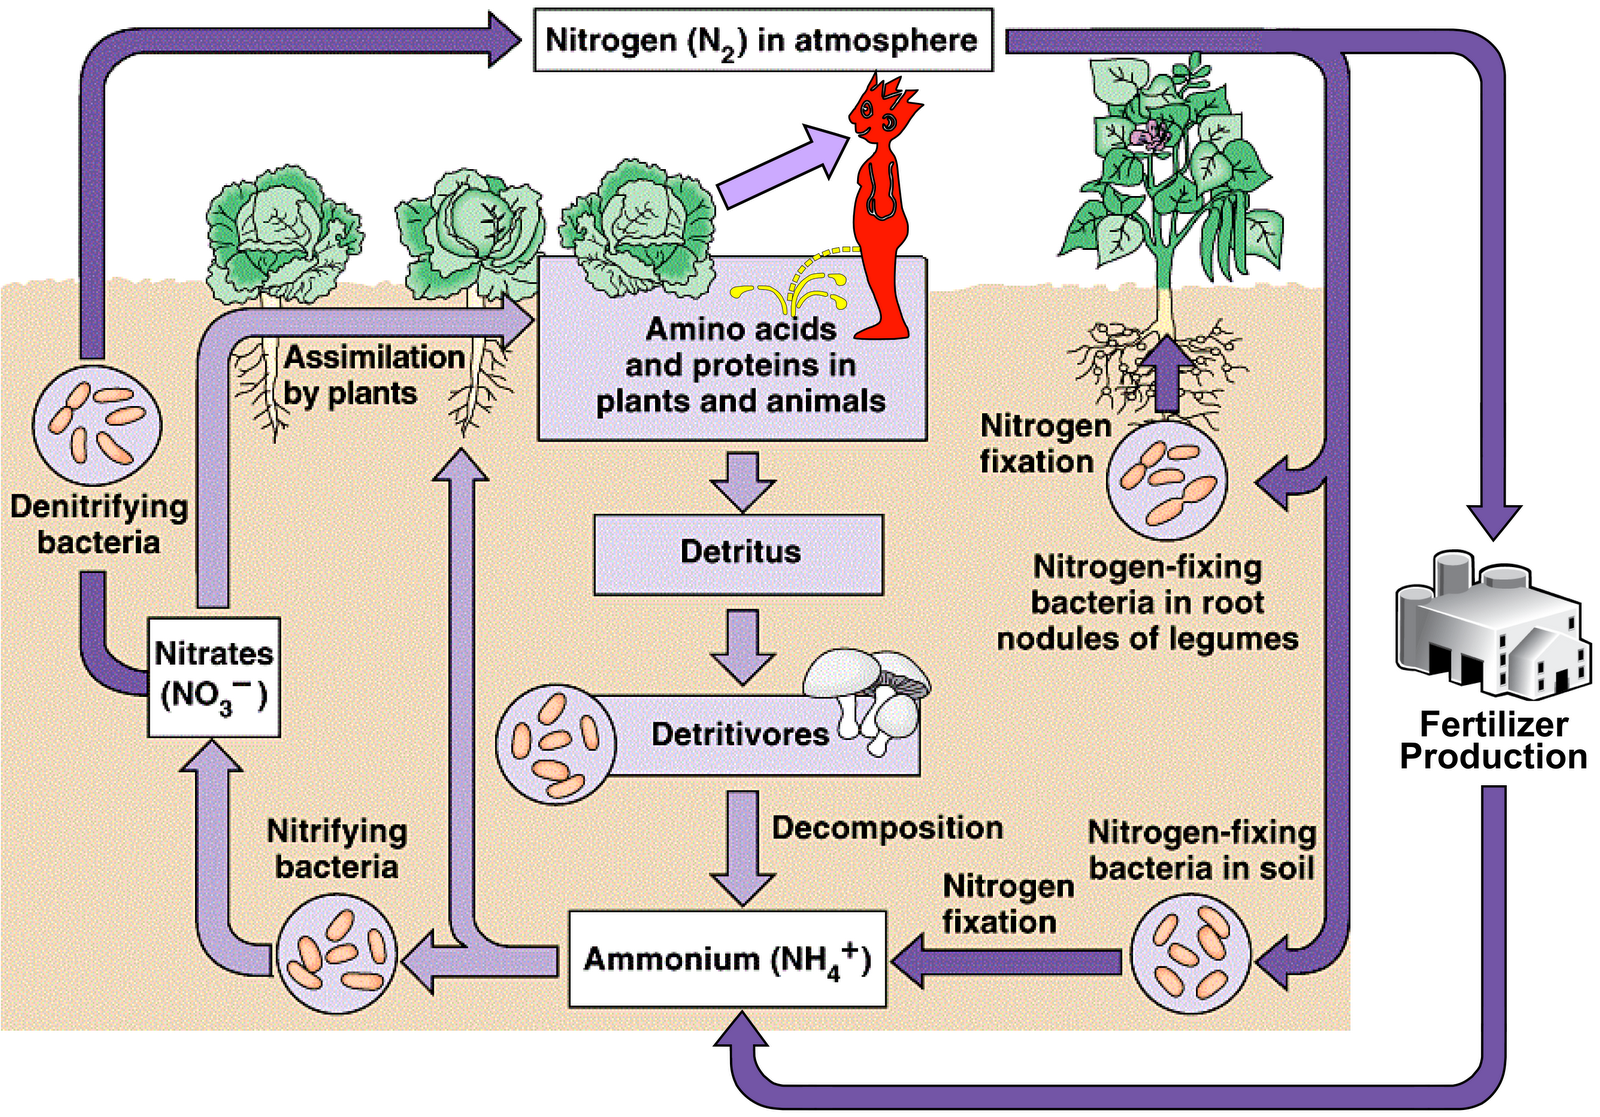 Nitrogen (N₂) in atmosphere
Assimilation
by plants
Amino acids
and proteins in
plants and animals
Nitrogen
fixation
Denitrifying
bacteria
Detritus
Nitrogen-fixing
bacteria in root
nodules of legumes
Nitrates
(NO₃⁻)
Detritivores
Fertilizer
Production
Nitrifying
bacteria
Decomposition
Nitrogen-fixing
bacteria in soil
Nitrogen
fixation
Ammonium (NH₄⁺)